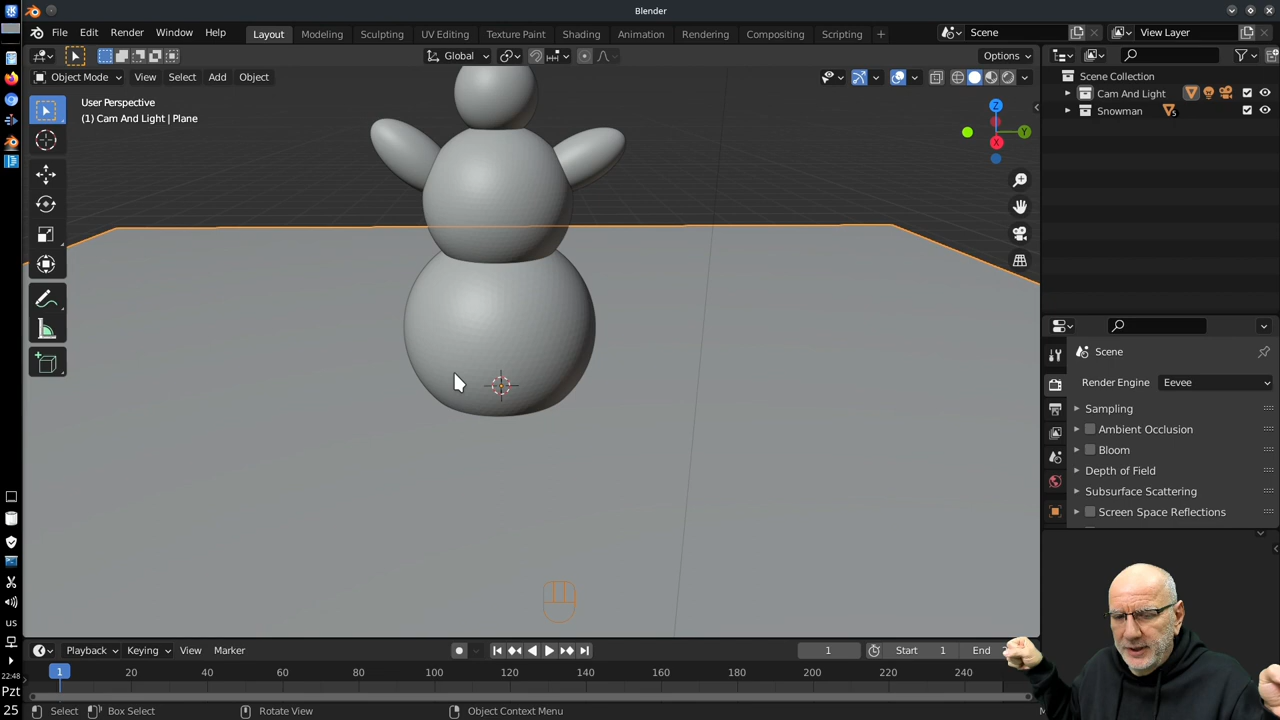 Blender
File Edit Render Window Help Layout Modeling Sculpting UV Editing Texture Paint Shading Animation Rendering Compositing Scripting + Scene View Layer
Global Options
Object Mode View Select Add Object
User Perspective
(1) Cam And Light | Plane
Z
Y
X
Scene Collection
Cam And Light
Snowman 5
Scene
Render Engine Eevee
Sampling
Ambient Occlusion
Bloom
Depth of Field
Subsurface Scattering
Screen Space Reflections
us
22:48
Pzt
25
Playback Keying View Marker 1 Start 1 End
1 20 40 60 80 100 120 140 160 180 200 220 240
Select Box Select Rotate View Object Context Menu